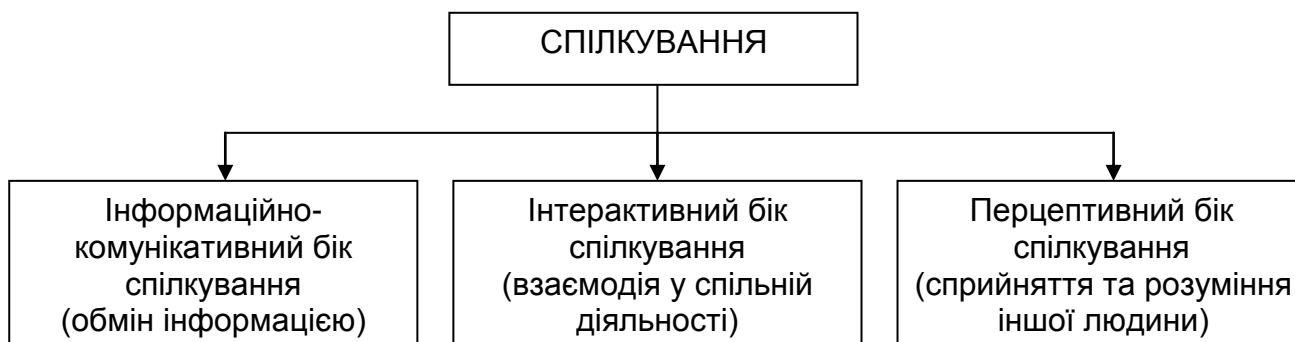 СПІЛКУВАННЯ
Інформаційно-
комунікативний бік
спілкування
(обмін інформацією)
Інтерактивний бік
спілкування
(взаємодія у спільній
діяльності)
Перцептивний бік
спілкування
(сприйняття та розуміння
іншої людини)